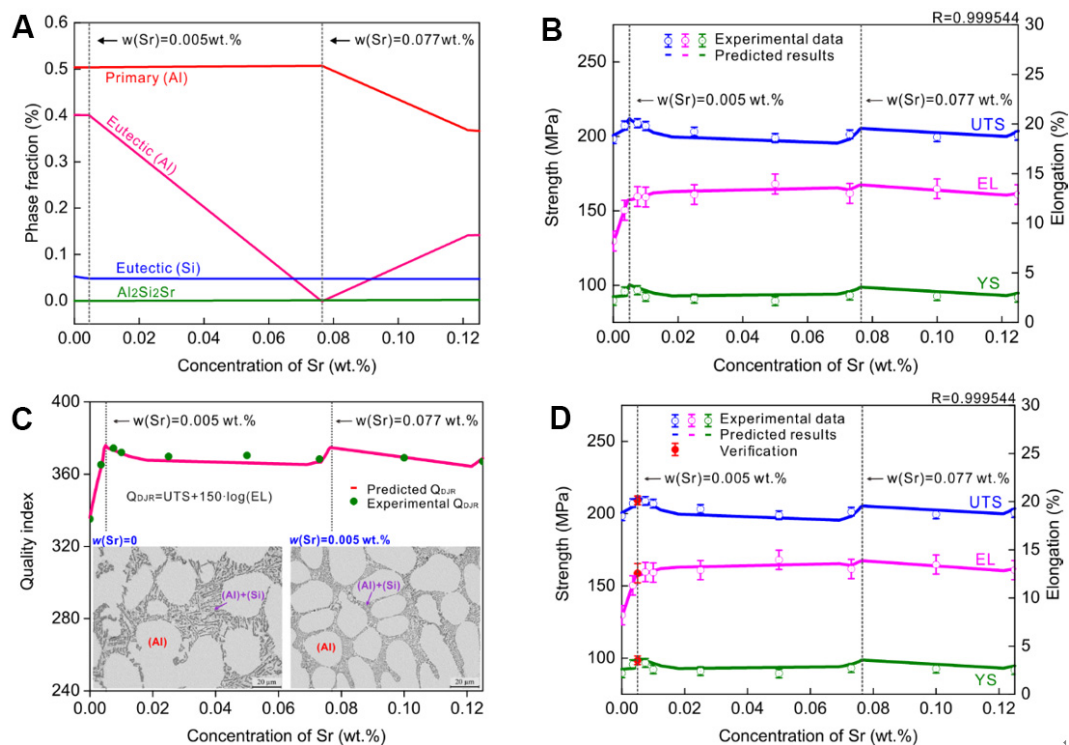 A
0.6
0.5
0.4
0.3
0.2
0.1
0.0
Phase fraction (%)
w(Sr)=0.005wt.%
w(Sr)=0.077wt.%
Primary (Al)
Eutectic (Al)
Eutectic (Si)
Al2Si2Sr
0.00 0.02 0.04 0.06 0.08 0.10 0.12
Concentration of Sr (wt.%)
B
R=0.999544
250
200
150
100
Strength (MPa)
Experimental data
Predicted results
w(Sr)=0.005 wt.%
w(Sr)=0.077 wt.%
UTS
EL
YS
30
25
20
15
10
5
0
Elongation (%)
0.00 0.02 0.04 0.06 0.08 0.10 0.12
Concentration of Sr (wt.%)
C
400
360
320
280
240
Quality index
w(Sr)=0.005 wt.%
w(Sr)=0.077 wt.%
QDJR=UTS+150·log(EL)
Predicted QDJR
Experimental QDJR
w(Sr)=0
(Al)+(Si)
(Al)
20 μm
w(Sr)=0.005 wt.%
(Al)+(Si)
(Al)
20 μm
0.00 0.02 0.04 0.06 0.08 0.10 0.12
Concentration of Sr (wt.%)
D
R=0.999544
250
200
150
100
Strength (MPa)
Experimental data
Predicted results
Verification
w(Sr)=0.005 wt.%
w(Sr)=0.077 wt.%
UTS
EL
YS
30
25
20
15
10
5
0
Elongation (%)
0.00 0.02 0.04 0.06 0.08 0.10 0.12
Concentration of Sr (wt.%)